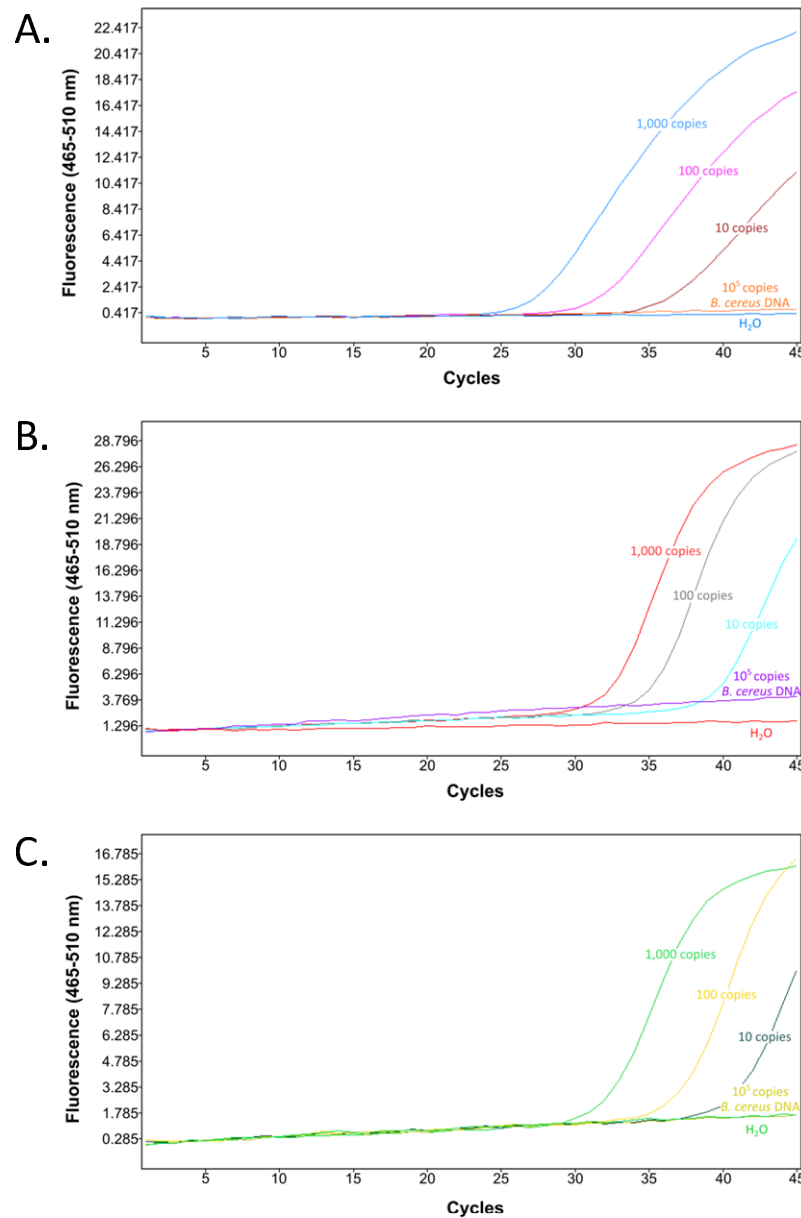 A.
Fluorescence (465-510 nm)
22.417
20.417
18.417
16.417
14.417
12.417
10.417
8.417
6.417
4.417
2.417
0.417
1,000 copies
100 copies
10 copies
10⁵ copies
B. cereus DNA
H₂O
5 10 15 20 25 30 35 40 45
Cycles
B.
Fluorescence (465-510 nm)
28.796
26.296
23.796
21.296
18.796
16.296
13.796
11.296
8.796
6.296
3.769
1.296
1,000 copies
100 copies
10 copies
10⁵ copies
B. cereus DNA
H₂O
5 10 15 20 25 30 35 40 45
Cycles
C.
Fluorescence (465-510 nm)
16.785
15.285
13.785
12.285
10.785
9.285
7.785
6.285
4.785
3.285
1.785
0.285
1,000 copies
100 copies
10 copies
10⁵ copies
B. cereus DNA
H₂O
5 10 15 20 25 30 35 40 45
Cycles